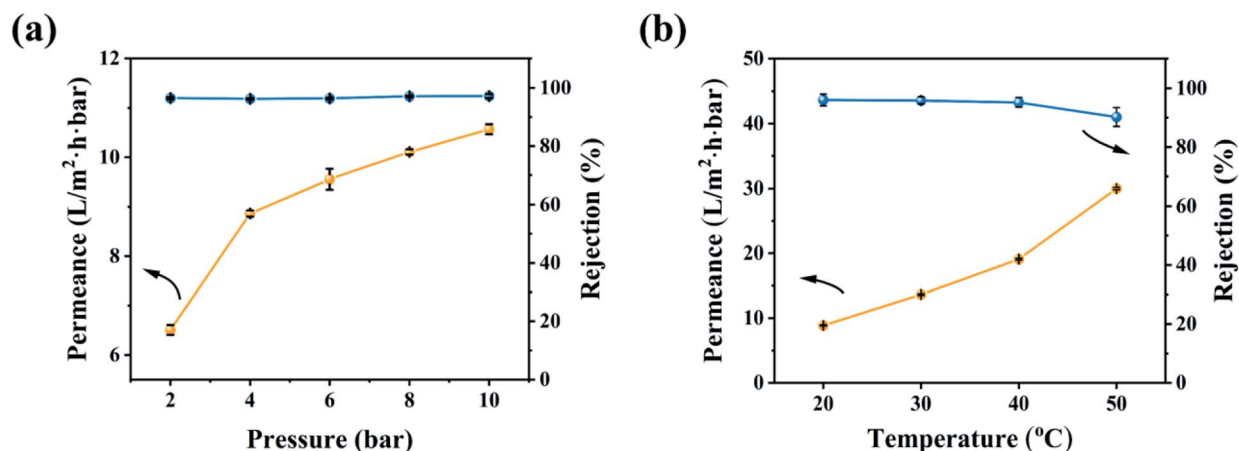 (a)
Permeance (L/m²·h·bar)
12
10
8
6
2 4 6 8 10
Pressure (bar)
100
80
60
40
20
0
Rejection (%)
(b)
Permeance (L/m²·h·bar)
50
40
30
20
10
0
20 30 40 50
Temperature (ºC)
100
80
60
40
20
0
Rejection (%)